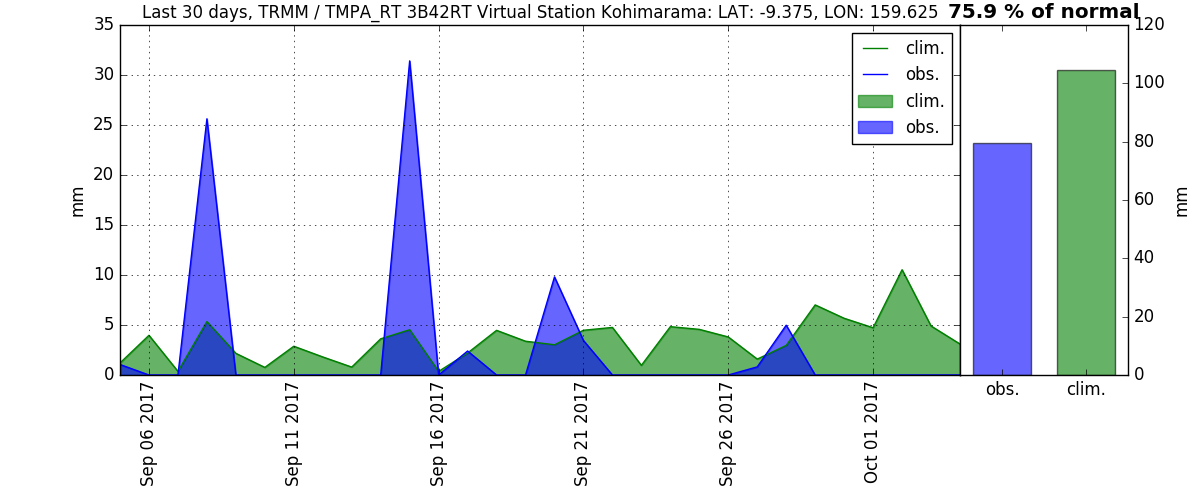 Last 30 days, TRMM / TMPA_RT 3B42RT Virtual Station Kohimarama: LAT: -9.375, LON: 159.625
75.9 % of normal
35
30
25
20
15
10
5
0
mm
Sep 06 2017
Sep 11 2017
Sep 16 2017
Sep 21 2017
Sep 26 2017
Oct 01 2017
clim.
obs.
clim.
obs.
120
100
80
60
40
20
0
mm
obs.
clim.